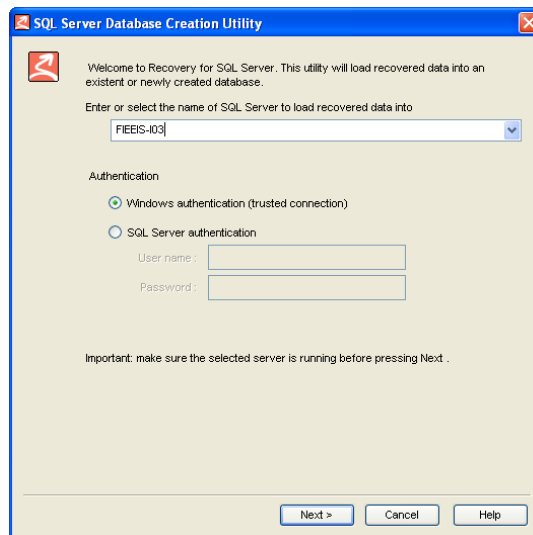 SQL Server Database Creation Utility
Welcome to Recovery for SQL Server. This utility will load recovered data into an
existent or newly created database.
Enter or select the name of SQL Server to load recovered data into
FIEEIS-I03
Authentication
Windows authentication (trusted connection)
SQL Server authentication
User name :
Password :
Important: make sure the selected server is running before pressing Next .
Next >
Cancel
Help